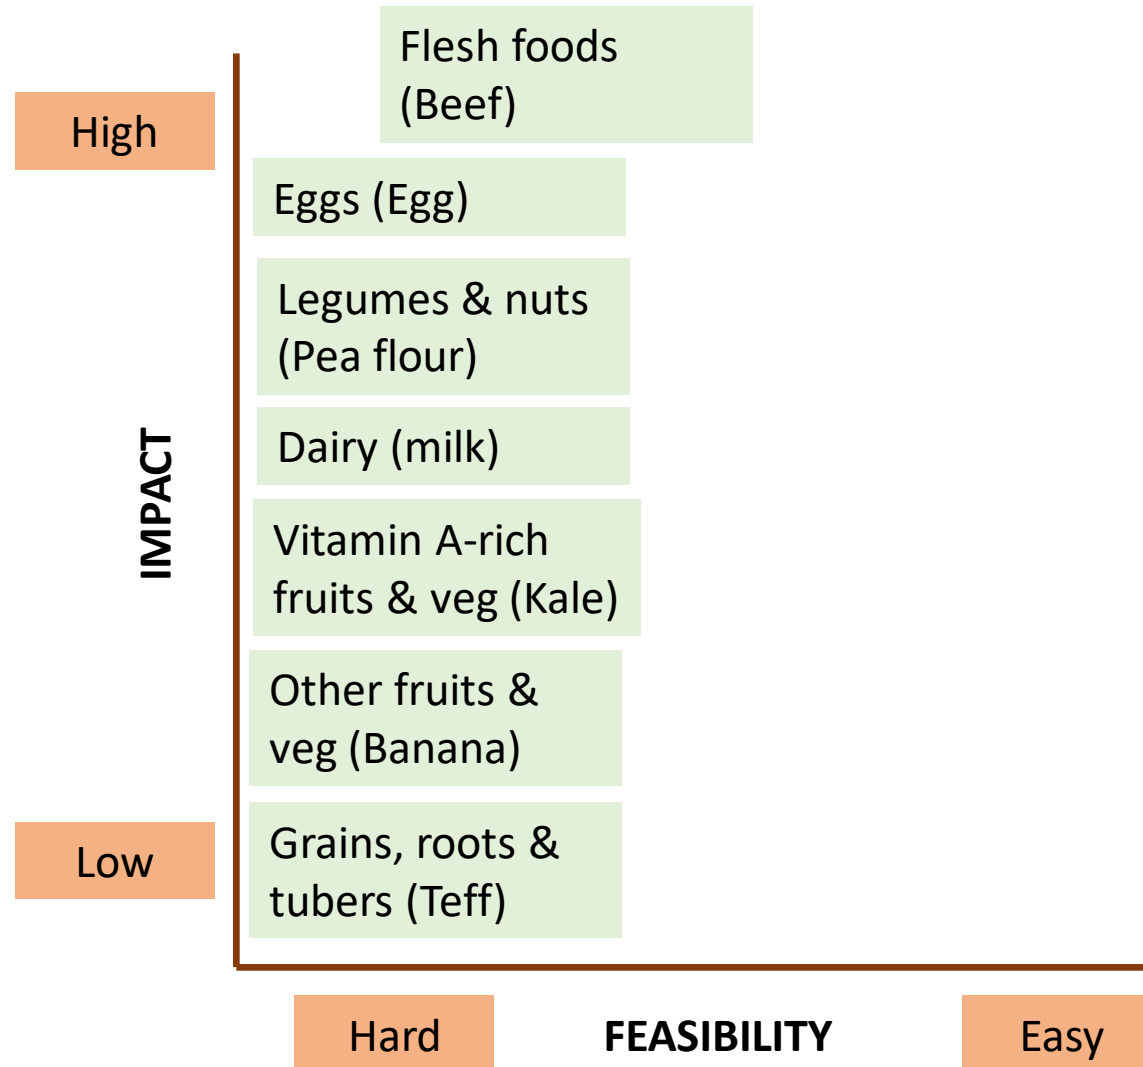 Flesh foods
(Beef)
High
Eggs (Egg)
Legumes & nuts
(Pea flour)
Dairy (milk)
IMPACT
Vitamin A-rich
fruits & veg (Kale)
Other fruits &
veg (Banana)
Low
Grains, roots &
tubers (Teff)
Hard
FEASIBILITY
Easy